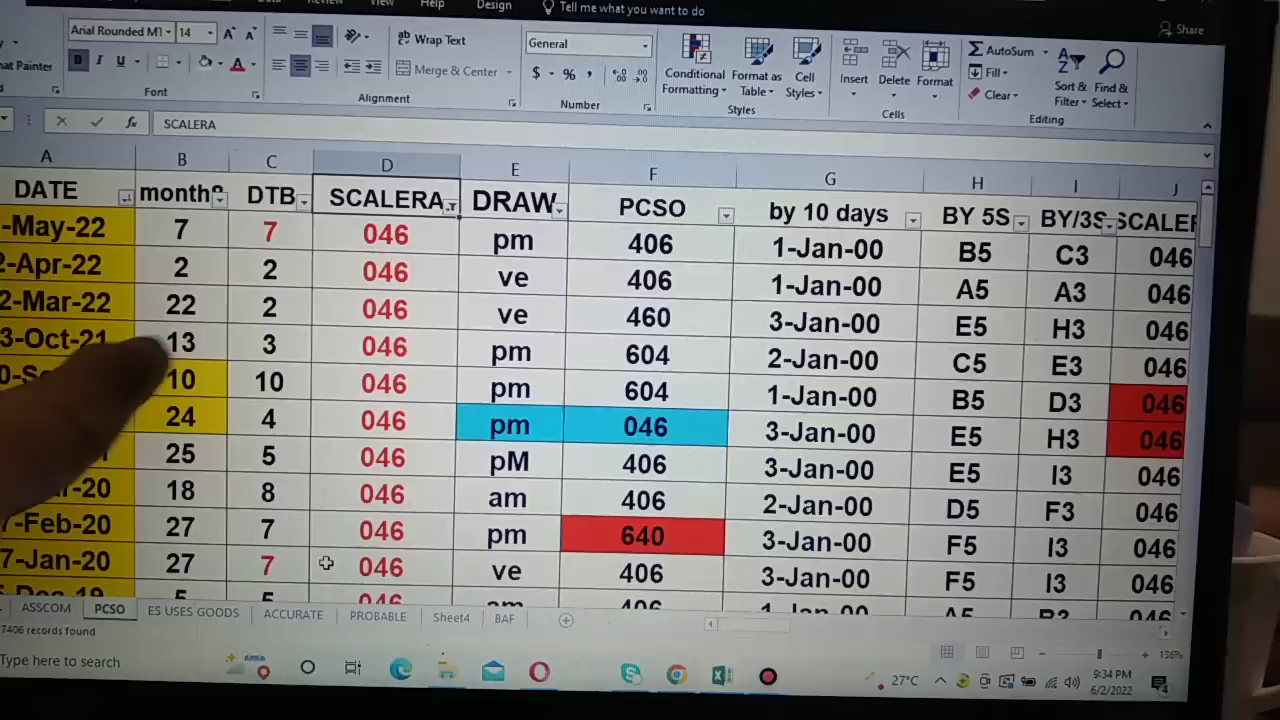 Help Design Tell me what you want to do
Share
Arial Rounded MT 14 Wrap Text General AutoSum
Painter B I U Merge & Center $ % Conditional Formatting Format as Table Cell Styles Insert Delete Format Fill Clear Sort & Filter Find & Select
Font Alignment Number Styles Cells Editing
fx SCALERA
A B C D E F G H I J
DATE DTB SCALERA DRAW PCSO by 10 days BY 5S BY/3S
-May-22 7 7 046 pm 406 1-Jan-00 B5 C3 046
-Apr-22 2 2 046 ve 406 1-Jan-00 A5 A3 046
-Mar-22 22 2 046 ve 460 3-Jan-00 E5 H3 046
3-Oct-21 13 3 046 pm 604 2-Jan-00 C5 E3 046
10 10 046 pm 604 1-Jan-00 B5 D3 046
24 4 046 pm 046 3-Jan-00 E5 H3 046
25 5 046 pM 406 3-Jan-00 E5 I3 046
-20 18 8 046 am 406 2-Jan-00 D5 F3 046
-Feb-20 27 7 046 pm 640 3-Jan-00 F5 I3 046
7-Jan-20 27 7 046 ve 406 3-Jan-00 F5 I3 046
ASSCOM PCSO ES USES GOODS ACCURATE PROBABLE Sheet4 BAF
7406 records found
136%
Type here to search 27°C 9:34 PM
6/2/2022